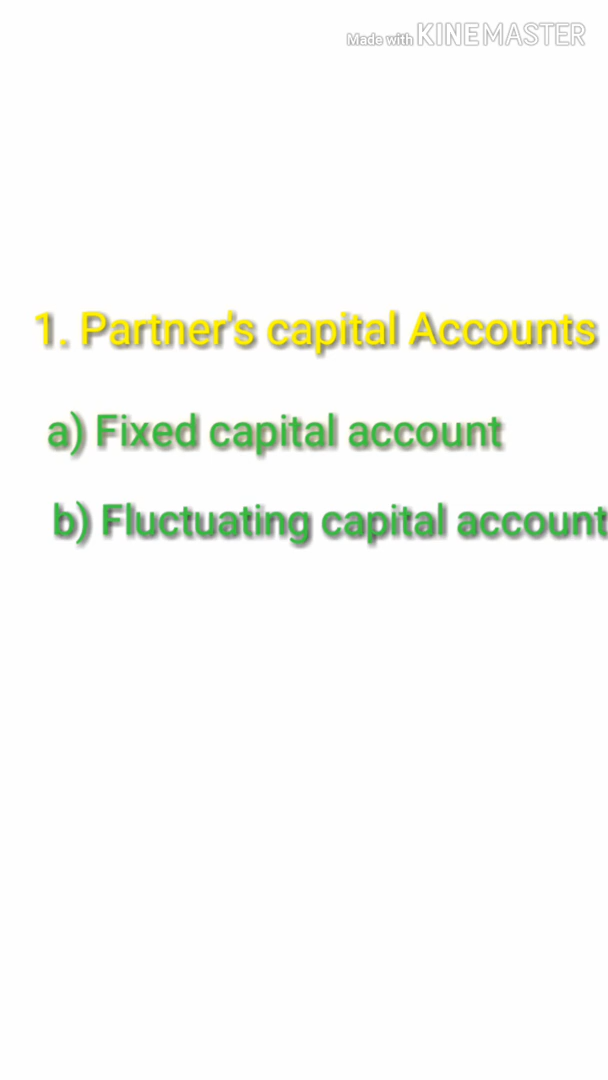 Made with KINEMASTER
1. Partner's capital Accounts
a) Fixed capital account
b) Fluctuating capital account